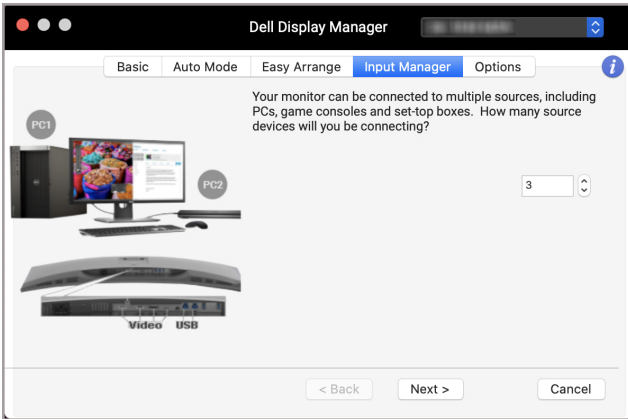 Dell Display Manager
Basic
Auto Mode
Easy Arrange
Input Manager
Options
i
Your monitor can be connected to multiple sources, including
PCs, game consoles and set-top boxes. How many source
devices will you be connecting?
PC1
PC2
3
Video USB
< Back
Next >
Cancel